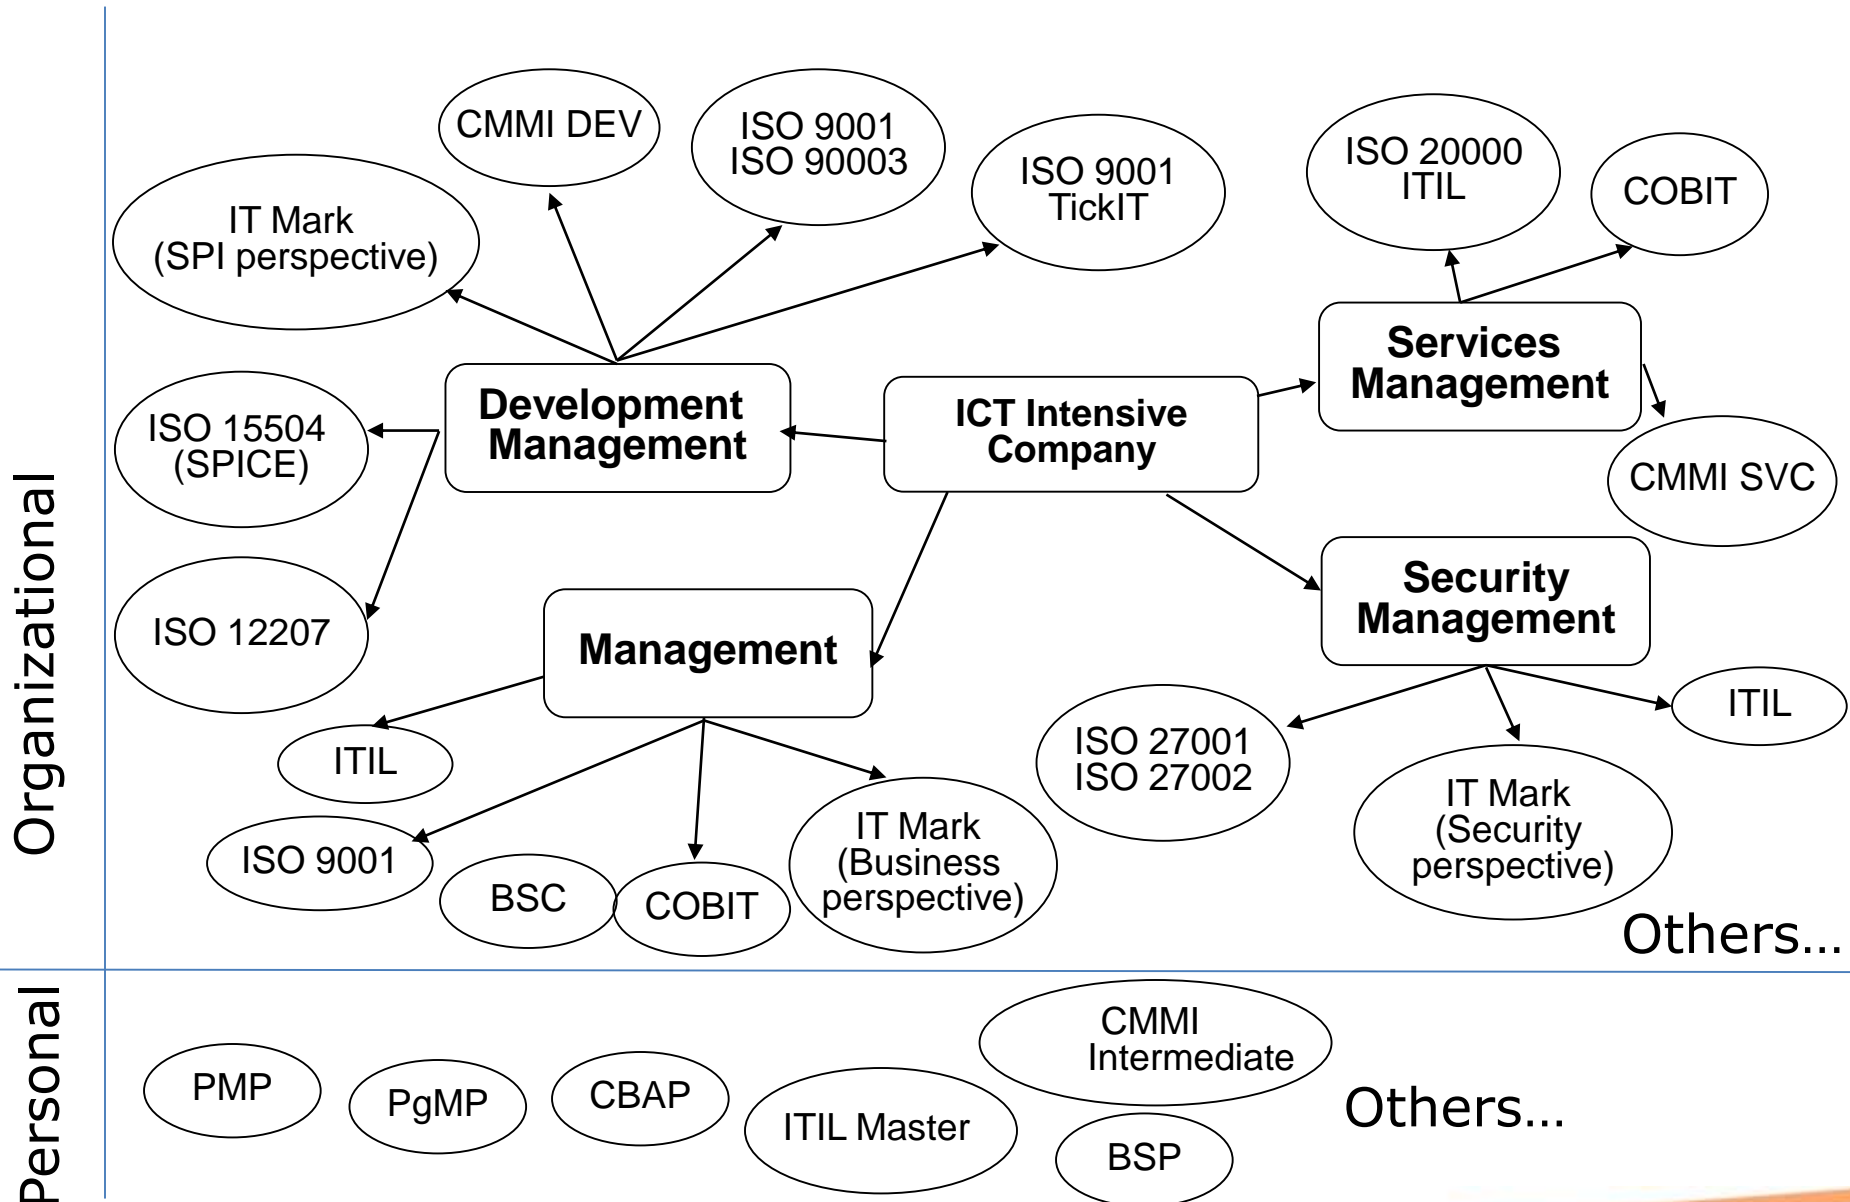 Organizational
CMMI DEV
ISO 9001
ISO 90003
ISO 9001
TickIT
ISO 20000
ITIL
COBIT
IT Mark
(SPI perspective)
Services
Management
Development
Management
ICT Intensive
Company
ISO 15504
(SPICE)
CMMI SVC
Security
Management
ISO 12207
Management
ITIL
ITIL
ISO 27001
ISO 27002
IT Mark
(Security
perspective)
ISO 9001
BSC
COBIT
IT Mark
(Business
perspective)
Others...
Personal
PMP
PgMP
CBAP
ITIL Master
CMMI
Intermediate
BSP
Others...